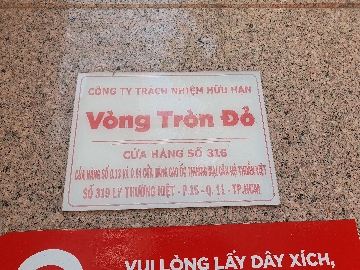 CÔNG TY TRÁCH NHIỆM HỮU HẠN
Vòng Tròn Đỏ
CỬA HÀNG SỐ 316
SỐ 319 LÝ THƯỜNG KIỆT - P.15 - Q. 11 - TP.HCM
VUI LÒNG LẤY DÂY XÍCH,